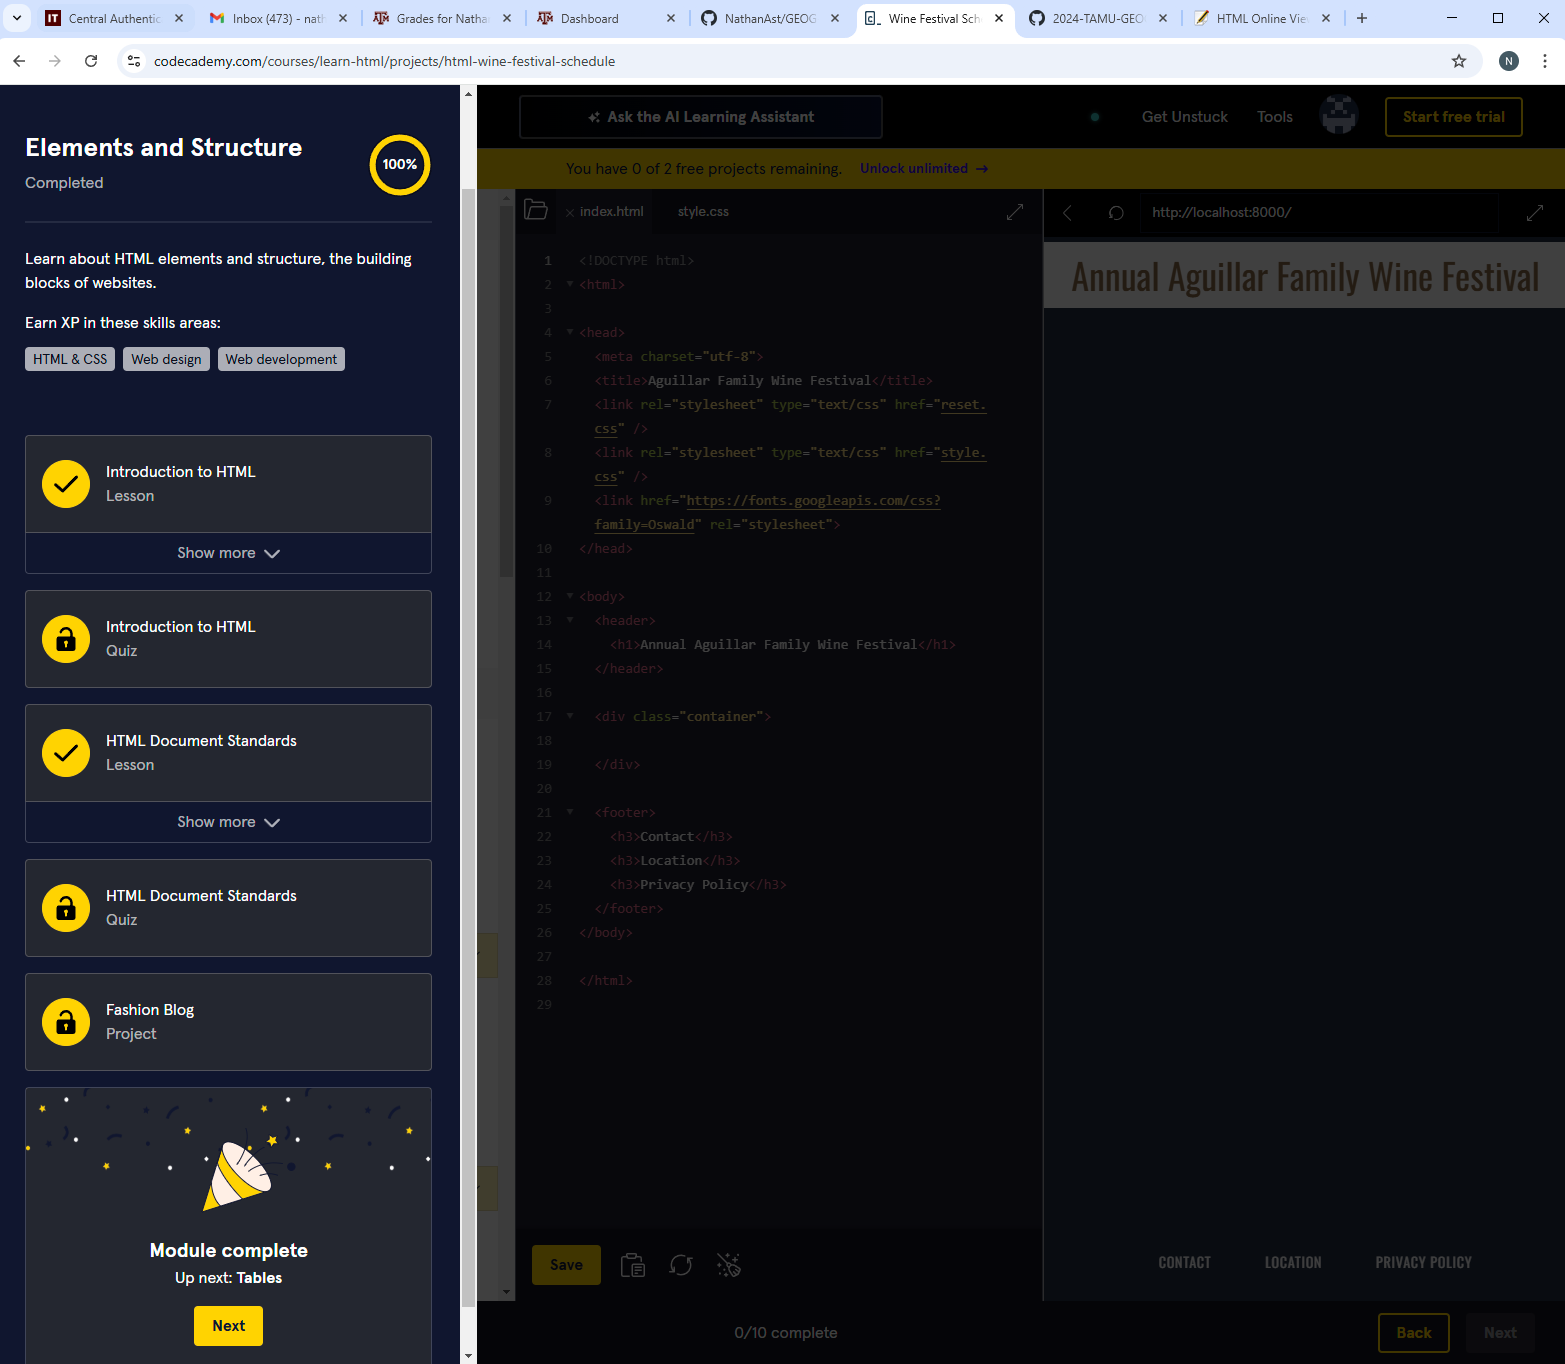 Central Authentic
Inbox (473) - nath
Grades for Natha
Dashboard
NathanAst/GEOG
Wine Festival Sch
2024-TAMU-GEO
HTML Online Vie
codecademy.com/courses/learn-html/projects/html-wine-festival-schedule
N
Elements and Structure
100%
Completed
Learn about HTML elements and structure, the building
blocks of websites.
Earn XP in these skills areas:
HTML & CSS
Web design
Web development
Introduction to HTML
Lesson
Show more
Introduction to HTML
Quiz
HTML Document Standards
Lesson
Show more
HTML Document Standards
Quiz
Fashion Blog
Project
Module complete
Up next: Tables
Next
Ask the AI Learning Assistant
Get Unstuck
Tools
Start free trial
You have 0 of 2 free projects remaining. Unlock unlimited →
index.html
style.css
1 <!DOCTYPE html>
2 <html>
3
4 <head>
5 <meta charset="utf-8">
6 <title>Aguillar Family Wine Festival</title>
7 <link rel="stylesheet" type="text/css" href="reset.
css" />
8 <link rel="stylesheet" type="text/css" href="style.
css" />
9 <link href="https://fonts.googleapis.com/css?
family=Oswald" rel="stylesheet">
10 </head>
11
12 <body>
13 <header>
14 <h1>Annual Aguillar Family Wine Festival</h1>
15 </header>
16
17 <div class="container">
18
19 </div>
20
21 <footer>
22 <h3>Contact</h3>
23 <h3>Location</h3>
24 <h3>Privacy Policy</h3>
25 </footer>
26 </body>
27
28 </html>
29
Save
http://localhost:8000/
Annual Aguillar Family Wine Festival
CONTACT
LOCATION
PRIVACY POLICY
0/10 complete
Back
Next